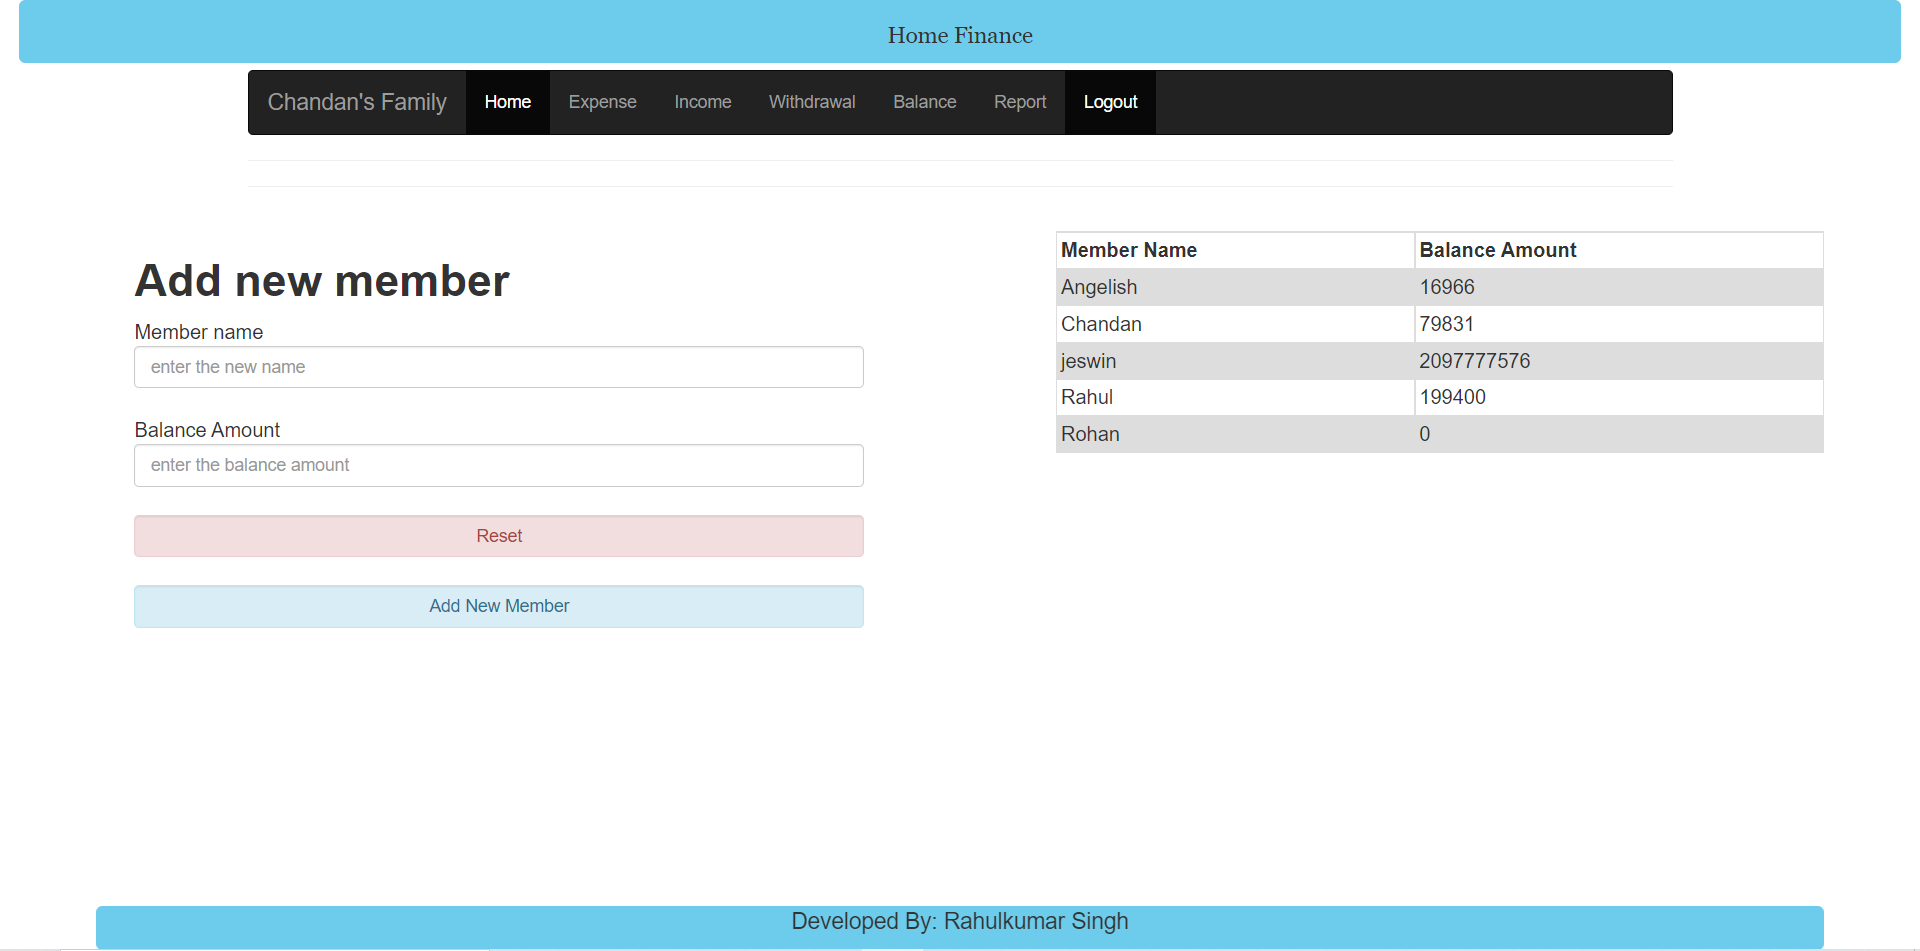 Home Finance
Chandan's Family Home Expense Income Withdrawal Balance Report Logout
Add new member
Member name
enter the new name
Balance Amount
enter the balance amount
Reset
Add New Member
Member Name Balance Amount
Angelish 16966
Chandan 79831
jeswin 2097777576
Rahul 199400
Rohan 0
Developed By: Rahulkumar Singh